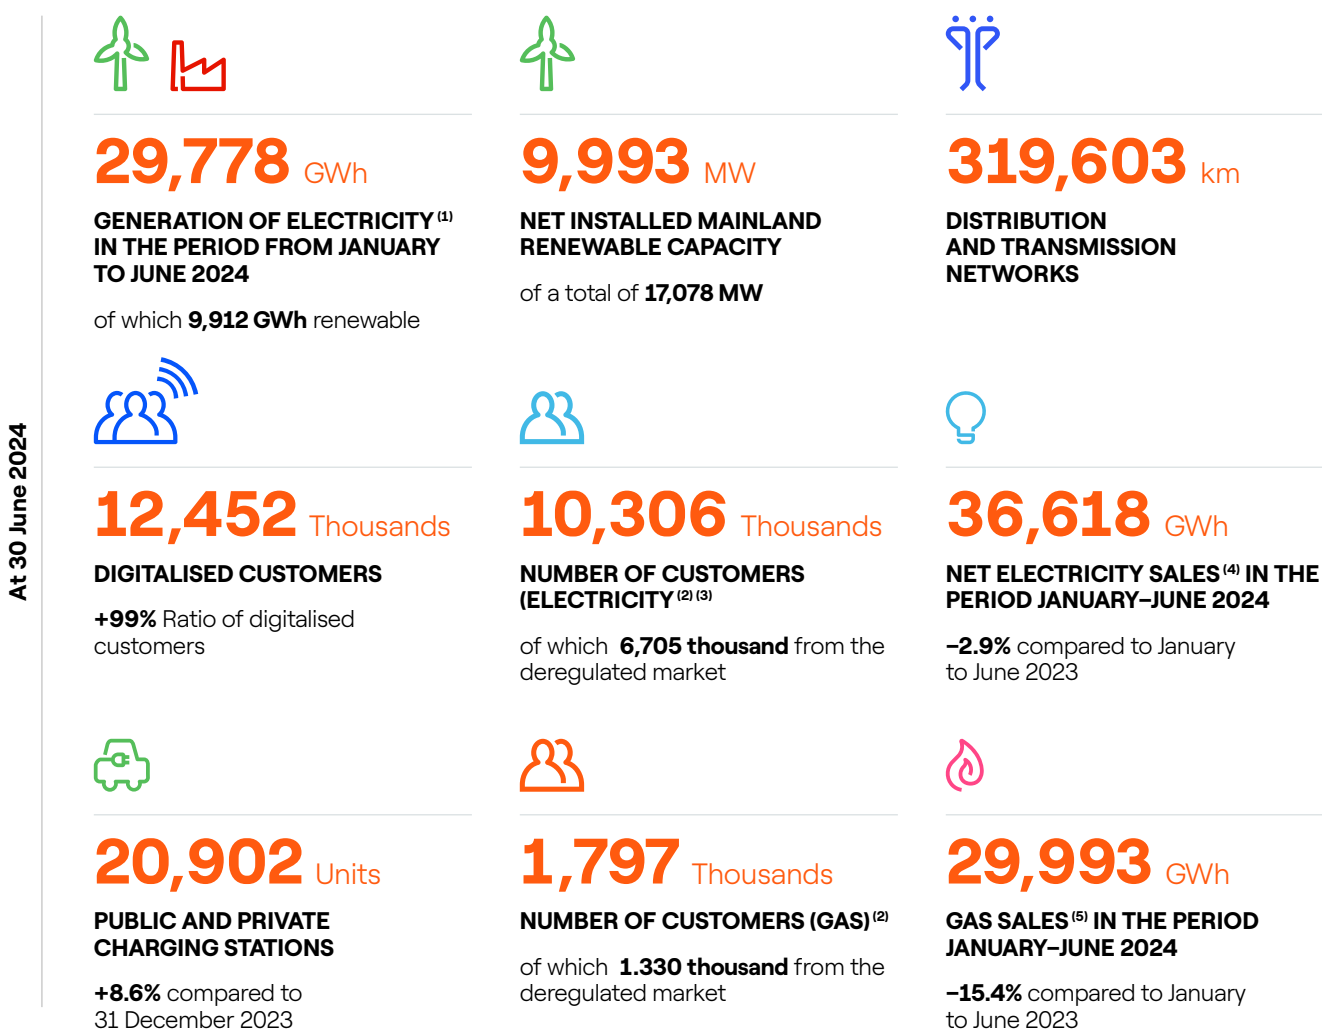 At 30 June 2024
29,778 GWh
GENERATION OF ELECTRICITY (1)
IN THE PERIOD FROM JANUARY
TO JUNE 2024
of which 9,912 GWh renewable
9,993 MW
NET INSTALLED MAINLAND
RENEWABLE CAPACITY
of a total of 17,078 MW
319,603 km
DISTRIBUTION
AND TRANSMISSION
NETWORKS
12,452 Thousands
DIGITALISED CUSTOMERS
+99% Ratio of digitalised
customers
10,306 Thousands
NUMBER OF CUSTOMERS
(ELECTRICITY (2) (3)
of which 6,705 thousand from the
deregulated market
36,618 GWh
NET ELECTRICITY SALES (4) IN THE
PERIOD JANUARY–JUNE 2024
–2.9% compared to January
to June 2023
20,902 Units
PUBLIC AND PRIVATE
CHARGING STATIONS
+8.6% compared to
31 December 2023
1,797 Thousands
NUMBER OF CUSTOMERS (GAS) (2)
of which 1.330 thousand from the
deregulated market
29,993 GWh
GAS SALES (5) IN THE PERIOD
JANUARY–JUNE 2024
–15.4% compared to January
to June 2023